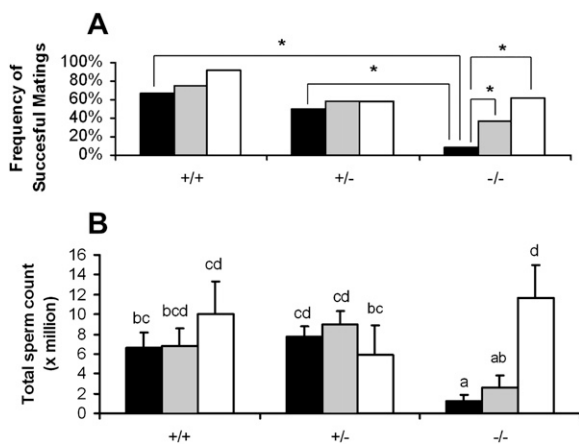 A
Frequency of
Succesful Matings
100%
80%
60%
40%
20%
0%
* * * *
+/+ +/- -/-
B
Total sperm count
(x million)
16
14
12
10
8
6
4
2
0
bc bcd cd cd cd bc a ab d
+/+ +/- -/-